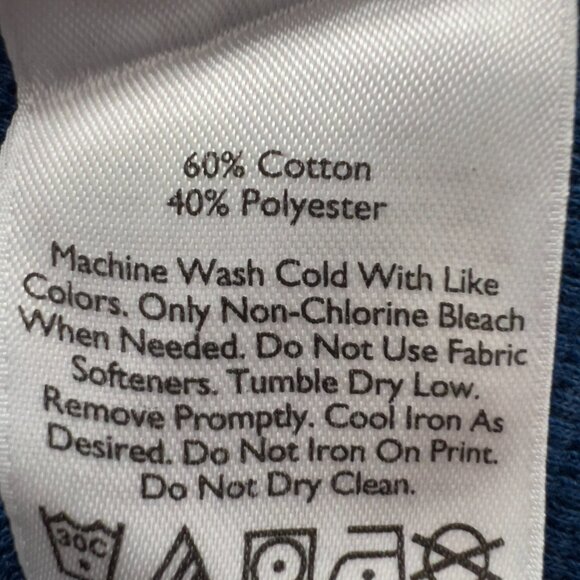 60% Cotton
40% Polyester
Machine Wash Cold With Like
Colors. Only Non-Chlorine Bleach
When Needed. Do Not Use Fabric
Softeners. Tumble Dry Low.
Remove Promptly. Cool Iron As
Desired. Do Not Iron On Print.
Do Not Dry Clean.
30C